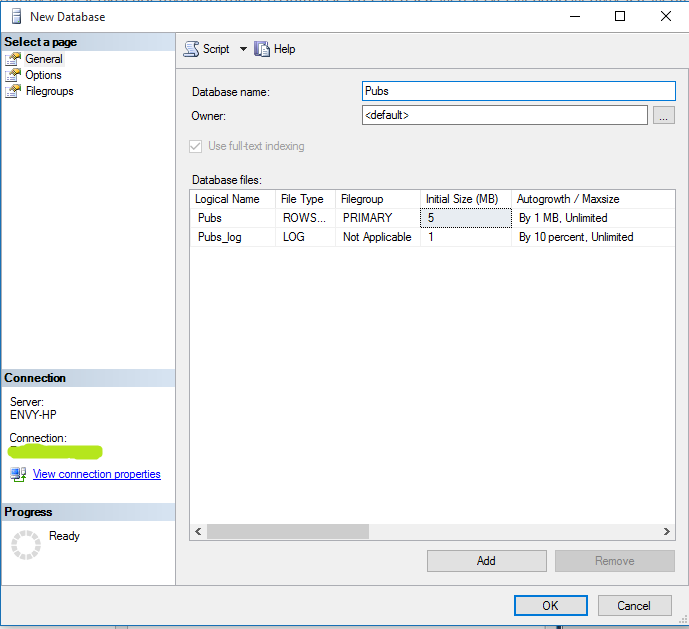 New Database
Select a page
General
Options
Filegroups
Script
Help
Database name:
Pubs
Owner:
<default>
...
Use full-text indexing
Database files:
Logical Name File Type Filegroup Initial Size (MB) Autogrowth / Maxsize
Pubs ROWS... PRIMARY 5 By 1 MB, Unlimited
Pubs_log LOG Not Applicable 1 By 10 percent, Unlimited
Connection
Server:
ENVY-HP
Connection:
View connection properties
Progress
Ready
Add
Remove
OK
Cancel